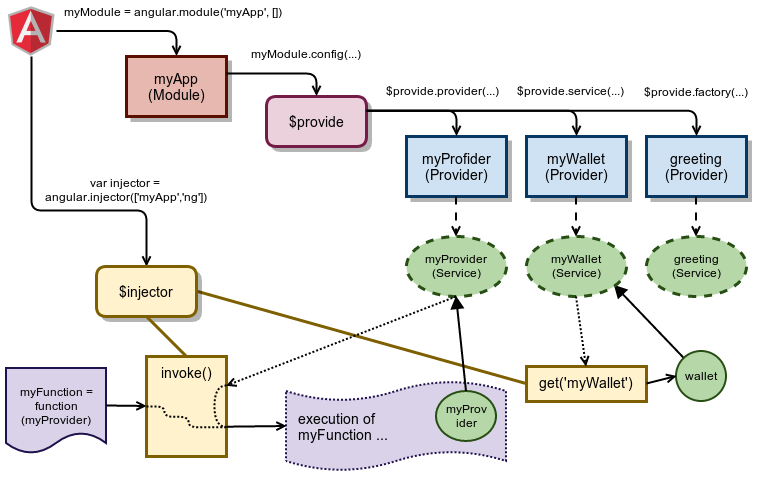 myModule = angular.module('myApp', [])
myModule.config(...)
myApp
(Module)
$provide.provider(...)
$provide.service(...)
$provide.factory(...)
$provide
myProfider
(Provider)
myWallet
(Provider)
greeting
(Provider)
var injector =
angular.injector(['myApp','ng'])
myProvider
(Service)
myWallet
(Service)
greeting
(Service)
$injector
invoke()
get('myWallet')
wallet
myFunction =
function
(myProvider)
execution of
myFunction ...
myProv
ider